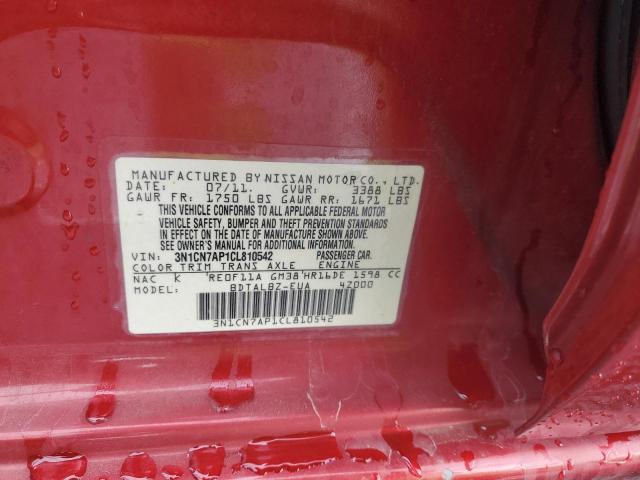 MANUFACTURED BY NISSAN MOTOR CO., LTD.
DATE: 07/11. GVWR: 3388 LBS
GAWR FR: 1750 LBS GAWR RR: 1671 LBS
THIS VEHICLE CONFORMS TO ALL APPLICABLE FEDERAL MOTOR
VEHICLE SAFETY, BUMPER AND THEFT PREVENTION STANDARDS
IN EFFECT ON THE DATE OF MANUFACTURE SHOWN ABOVE.
SEE OWNER'S MANUAL FOR ADDITIONAL INFORMATION.
VIN: 3N1CN7AP1CL810542 PASSENGER CAR.
COLOR TRIM TRANS AXLE ENGINE
NAC K 'RE0F11A GM38'HR16DE 1598 CC
MODEL: BDTALBZ-EUA 4Z000
3N1CN7AP1CL810542